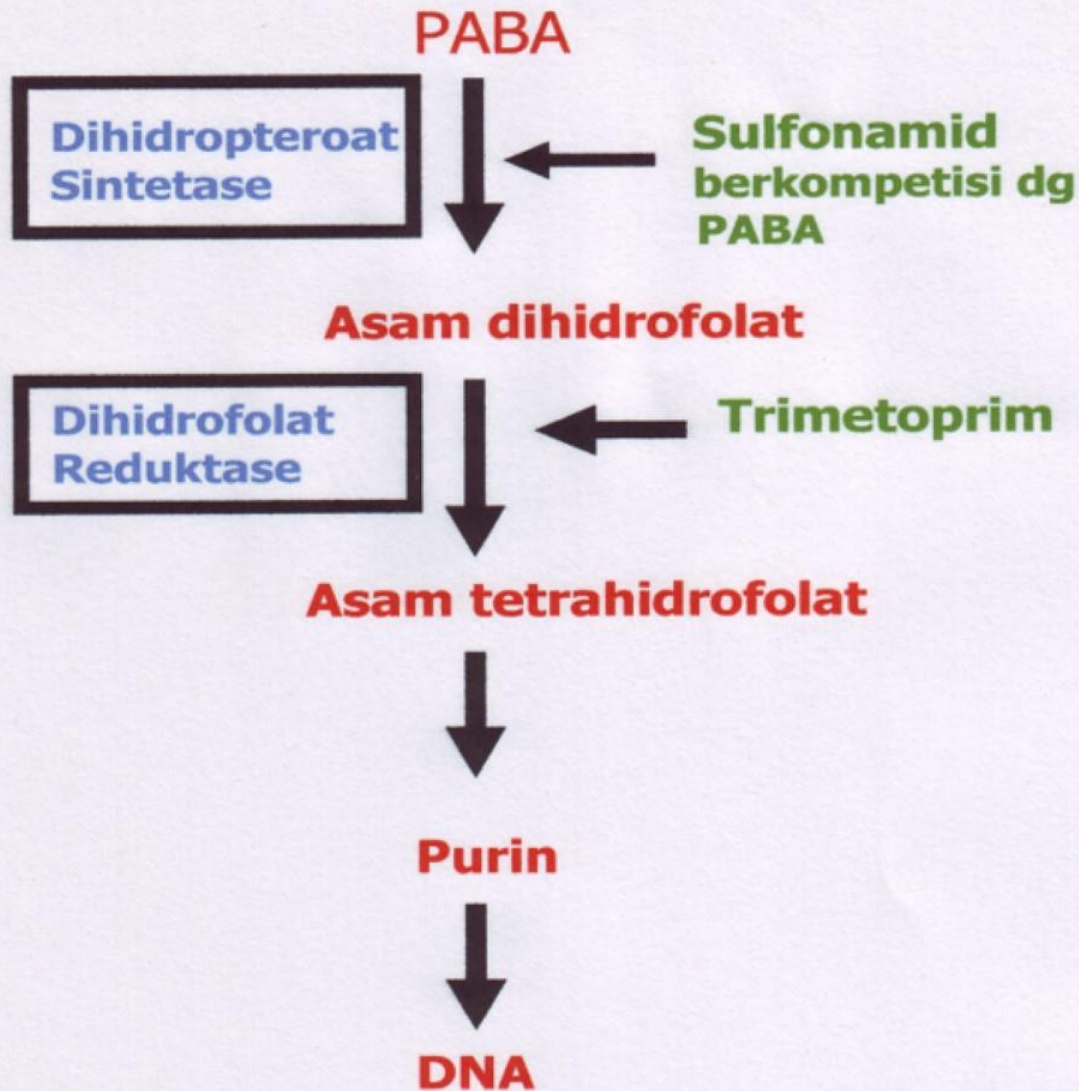 PABA
Dihidropteroat
Sintetase
Sulfonamid
berkompetisi dg
PABA
Asam dihidrofolat
Dihidrofolat
Reduktase
Trimetoprim
Asam tetrahidrofolat
Purin
DNA